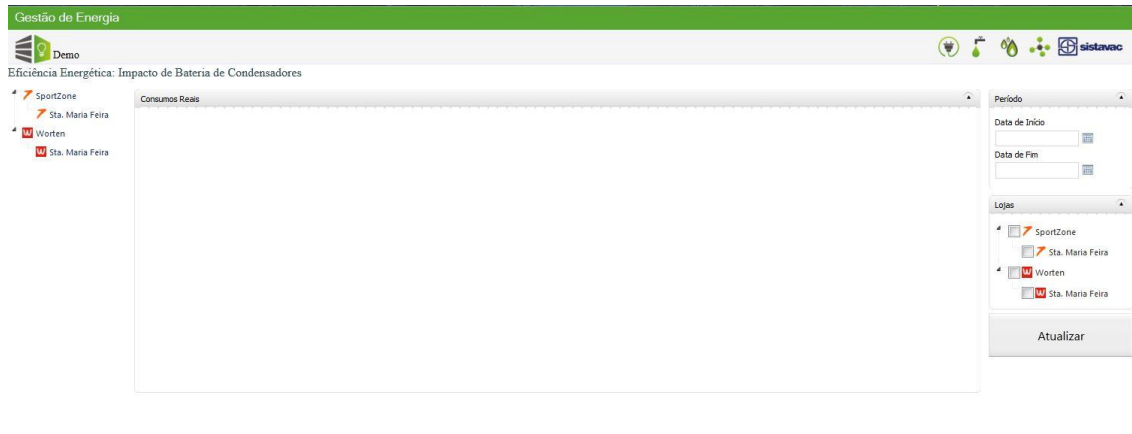 Gestão de Energia
Demo
sistavac
Eficiência Energética: Impacto de Bateria de Condensadores
SportZone
Sta. Maria Feira
Worten
Sta. Maria Feira
Consumos Reais
Período
Data de Início
Data de Fim
Lojas
SportZone
Sta. Maria Feira
Worten
Sta. Maria Feira
Atualizar